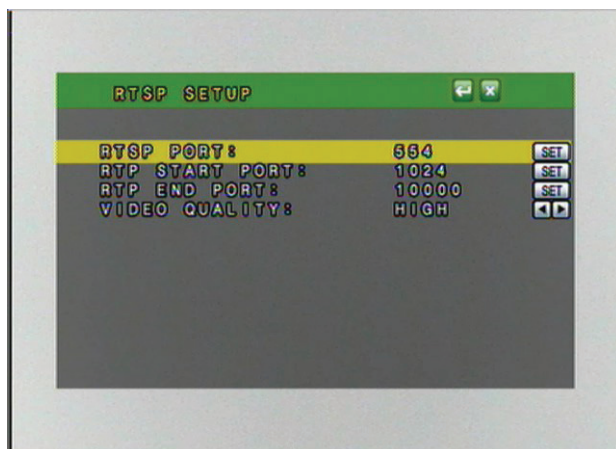 RTSP SETUP
RTSP PORT: 554 SET
RTP START PORT: 1024 SET
RTP END PORT: 10000 SET
VIDEO QUALITY: HIGH